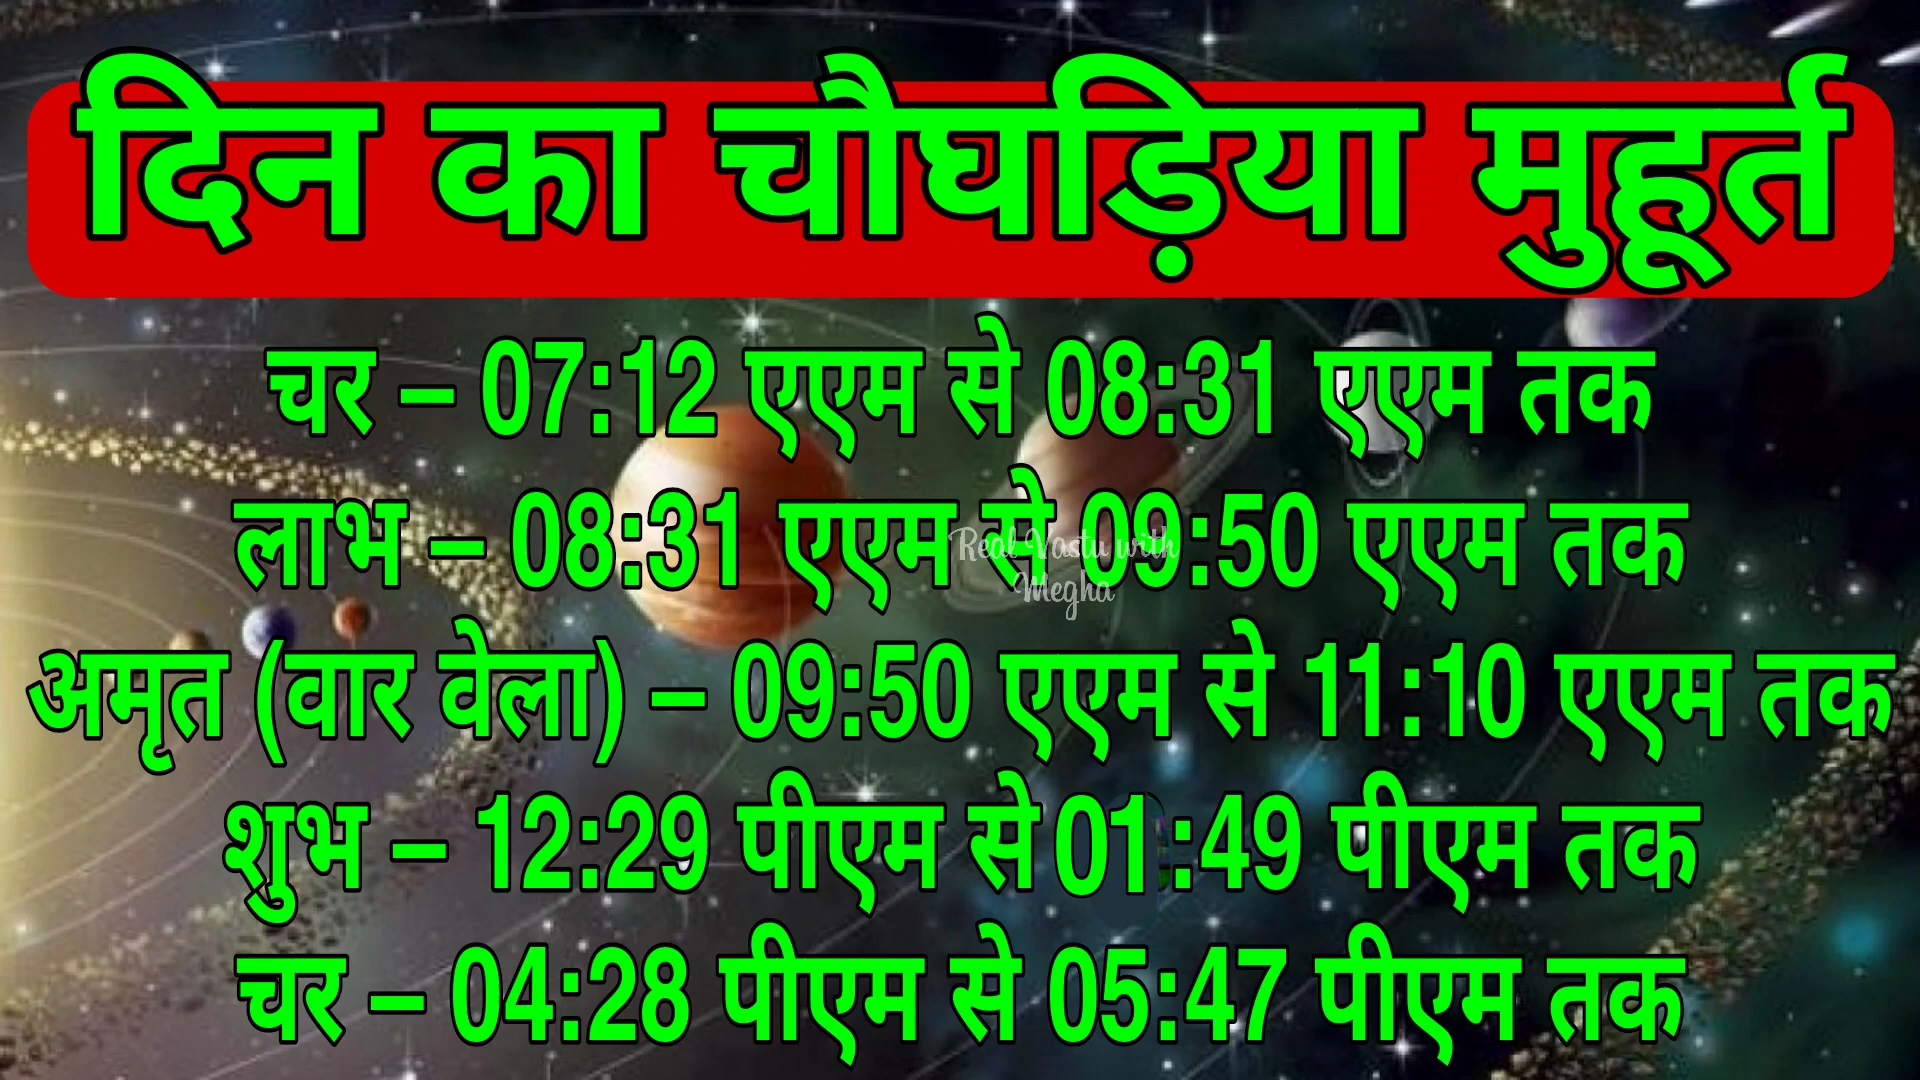 दिन का चौघड़िया मुहूर्त
चर – 07:12 एएम से 08:31 एएम तक
लाभ – 08:31 एएम से 09:50 एएम तक
Real Vastu with
Megha
अमृत (वार वेला) – 09:50 एएम से 11:10 एएम तक
शुभ – 12:29 पीएम से 01:49 पीएम तक
चर – 04:28 पीएम से 05:47 पीएम तक